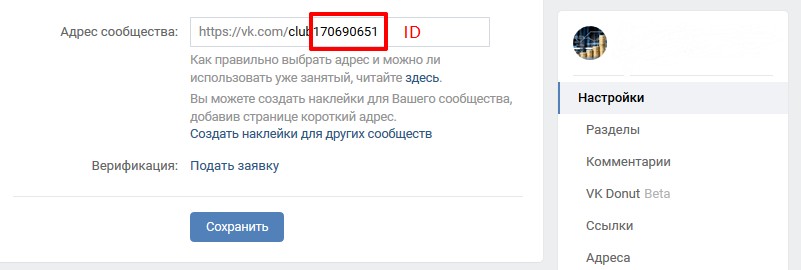 Адрес сообщества: https://vk.com/club170690651 ID
Как правильно выбрать адрес и можно ли
использовать уже занятый, читайте здесь.
Вы можете создать наклейки для Вашего сообщества,
добавив странице короткий адрес.
Создать наклейки для других сообществ
Верификация: Подать заявку
Сохранить
Настройки
Разделы
Комментарии
VK Donut Beta
Ссылки
Адреса